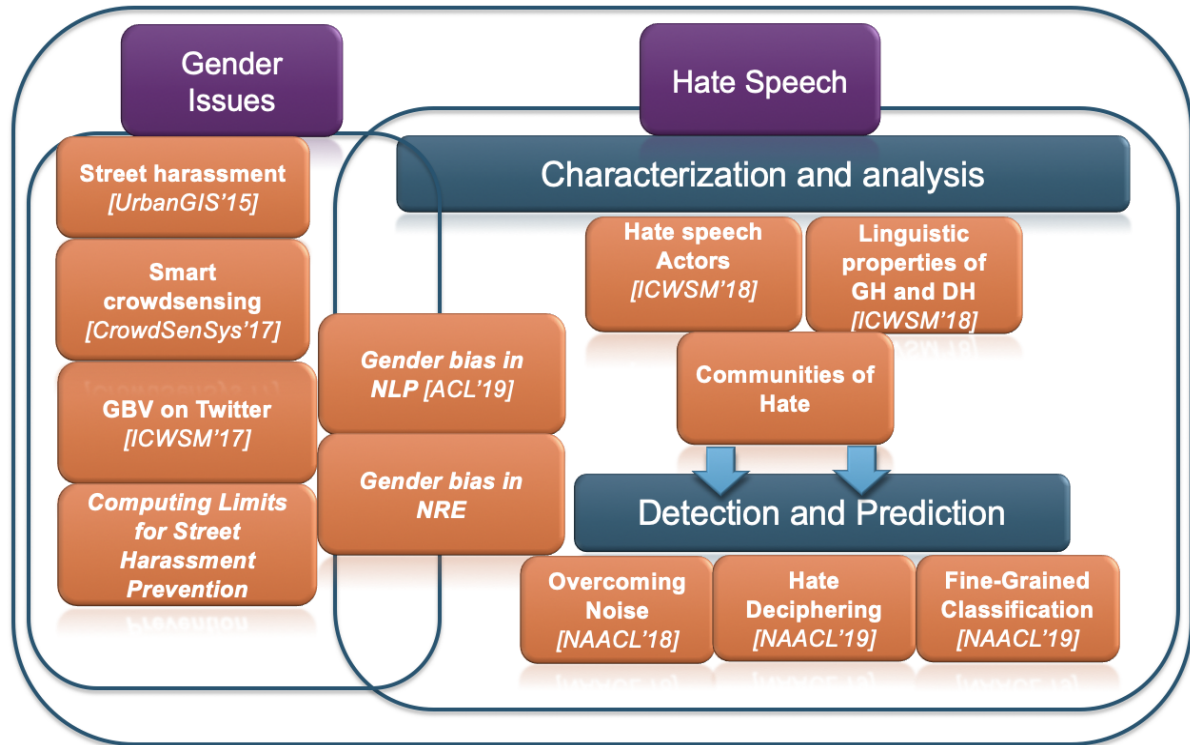 Gender
Issues
Hate Speech
Street harassment
[UrbanGIS'15]
Smart
crowdsensing
[CrowdSenSys'17]
GBV on Twitter
[ICWSM'17]
Computing Limits
for Street
Harassment
Prevention
Gender bias in
NLP [ACL'19]
Gender bias in
NRE
Characterization and analysis
Hate speech
Actors
[ICWSM'18]
Linguistic
properties of
GH and DH
[ICWSM'18]
Communities of
Hate
Detection and Prediction
Overcoming
Noise
[NAACL'18]
Hate
Deciphering
[NAACL'19]
Fine-Grained
Classification
[NAACL'19]